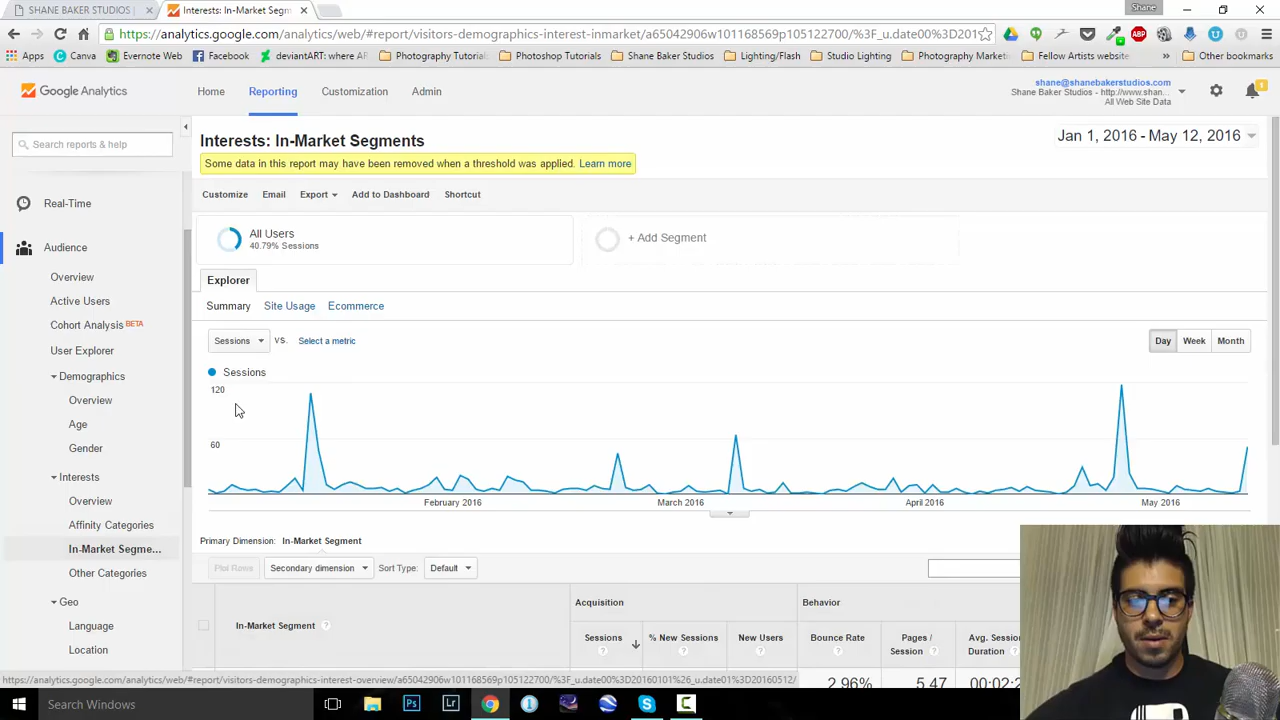 SHANE BAKER STUDIOS |
Interests: In-Market Segm
Shane
https://analytics.google.com/analytics/web/#report/visitors-demographics-interest-inmarket/a65042906w101168569p105122700/%3F_u.date00%3D201
Apps
Canva
Evernote Web
Facebook
deviantART: where AR
Photography Tutorial
Photoshop Tutorials
Shane Baker Studios
Lighting/Flash
Studio Lighting
Photography Market
Fellow Artists website
Other bookmarks
Google Analytics
Home
Reporting
Customization
Admin
shane@shanebakerstudios.com
Shane Baker Studios - http://www.shan...
All Web Site Data
1
Search reports & help
Real-Time
Audience
Overview
Active Users
Cohort Analysis BETA
User Explorer
Demographics
Overview
Age
Gender
Interests
Overview
Affinity Categories
In-Market Segme...
Other Categories
Geo
Language
Location
Interests: In-Market Segments
Jan 1, 2016 - May 12, 2016
Some data in this report may have been removed when a threshold was applied. Learn more
Customize Email Export Add to Dashboard Shortcut
All Users
40.79% Sessions
+ Add Segment
Explorer
Summary Site Usage Ecommerce
Sessions VS. Select a metric
Day Week Month
Sessions
120
60
February 2016 March 2016 April 2016 May 2016
Primary Dimension: In-Market Segment
Plot Rows Secondary dimension Sort Type: Default
Acquisition Behavior
In-Market Segment ?
Sessions ?
% New Sessions ?
New Users ?
Bounce Rate ?
Pages / Session ?
Avg. Session Duration ?
2.96% 5.47
https://analytics.google.com/analytics/web/#report/visitors-demographics-interest-overview/a65042906w101168569p105122700/%3F_u.date00%3D20160101%26_u.date01%3D20160512/
Search Windows
Ps
Lr